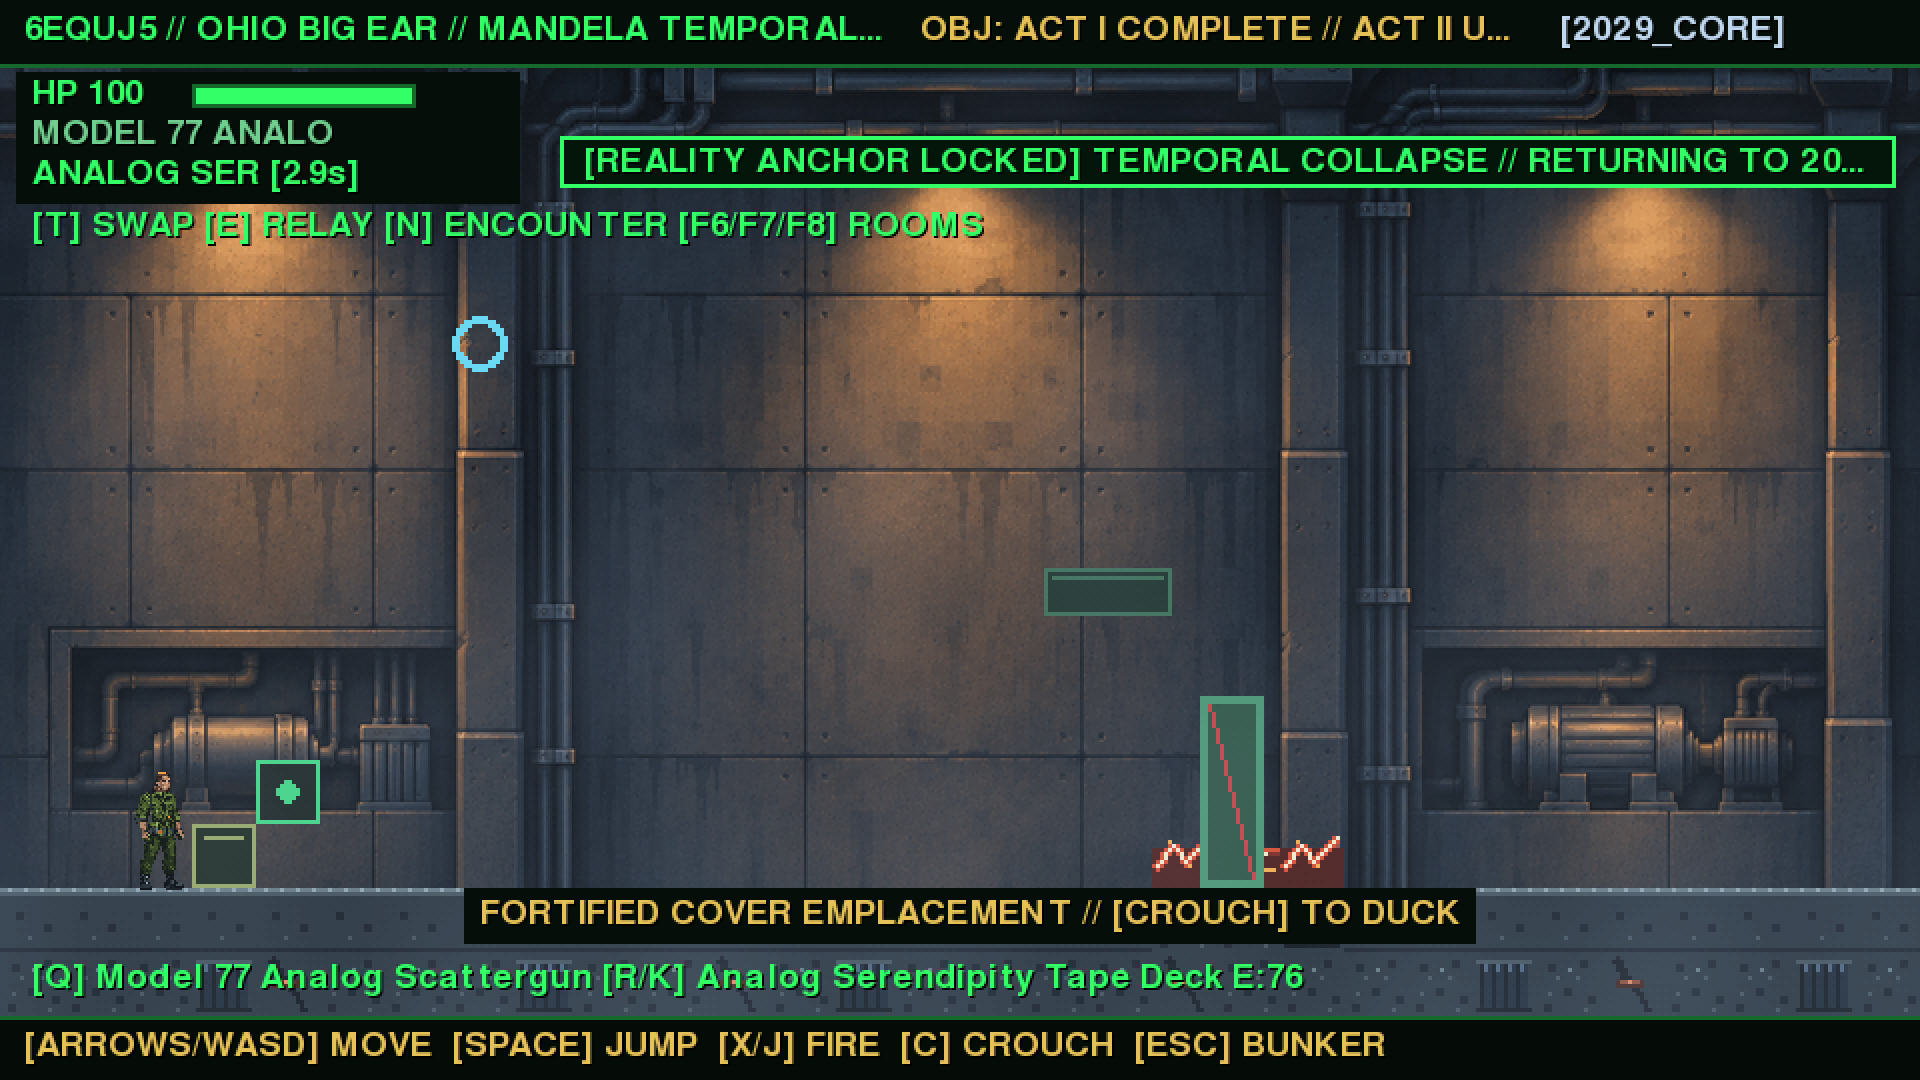 6EQUJ5 // OHIO BIG EAR // MANDELA TEMPORAL... OBJ: ACT I COMPLETE // ACT II U... [2029_CORE]
HP 100
MODEL 77 ANALO
[REALITY ANCHOR LOCKED] TEMPORAL COLLAPSE // RETURNING TO 20...
ANALOG SER [2.9s]
[T] SWAP [E] RELAY [N] ENCOUNTER [F6/F7/F8] ROOMS
FORTIFIED COVER EMPLACEMENT // [CROUCH] TO DUCK
[Q] Model 77 Analog Scattergun [R/K] Analog Serendipity Tape Deck E:76
[ARROWS/WASD] MOVE [SPACE] JUMP [X/J] FIRE [C] CROUCH [ESC] BUNKER